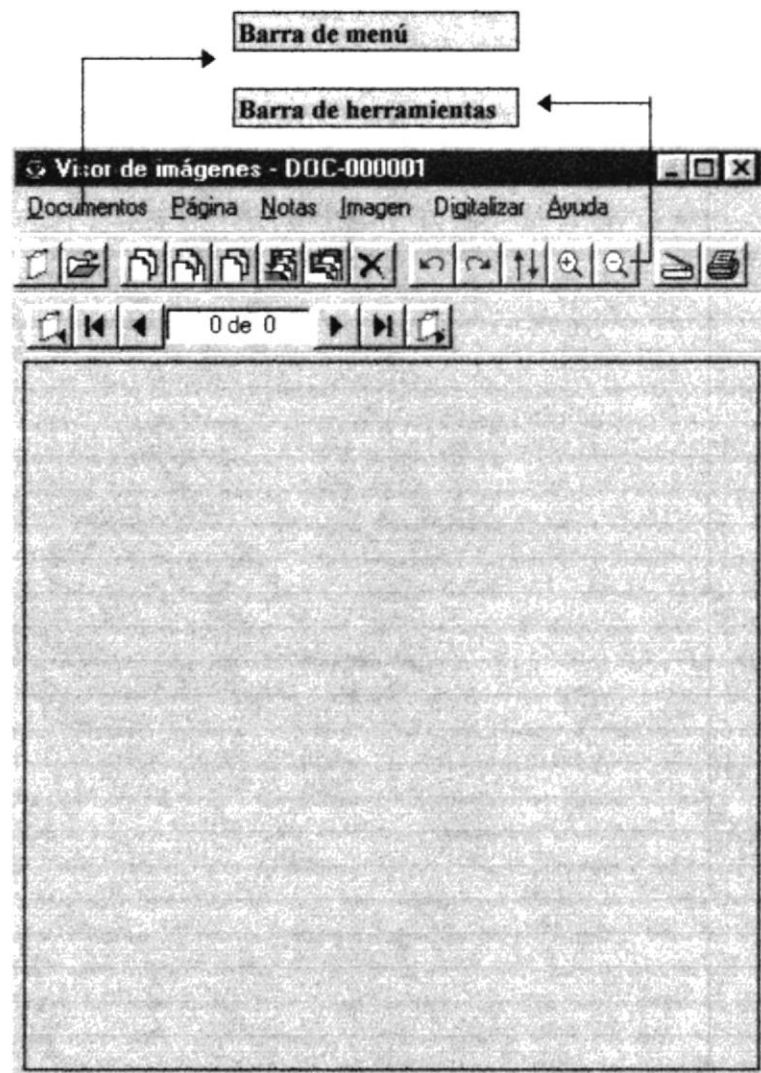 Barra de menú
Barra de herramientas
Visor de imágenes - DOC-000001
Documentos Página Notas Imagen Digitalizar Ayuda
0 de 0